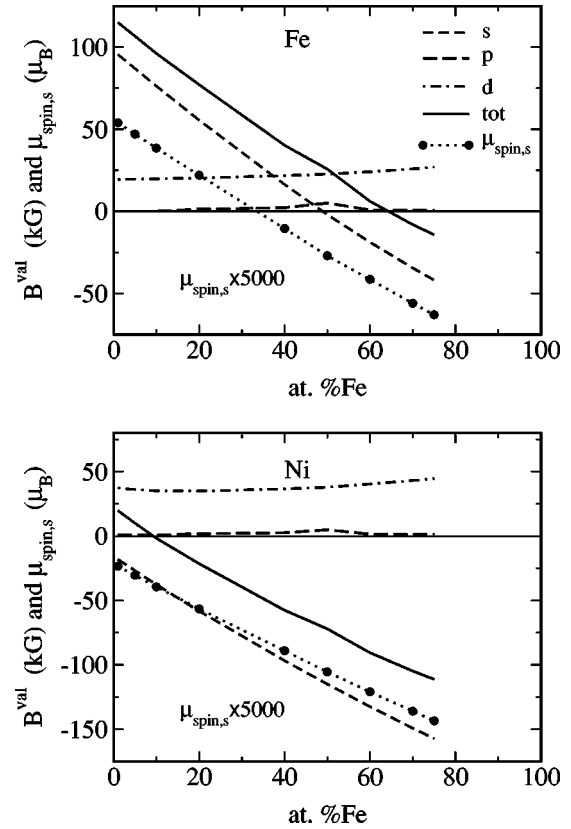 Fe
s
p
d
tot
μspin,s
100
50
0
-50
B^val (kG) and μspin,s (μB)
μspin,sx5000
0 20 40 60 80 100
at. %Fe
Ni
50
0
-50
-100
-150
B^val (kG) and μspin,s (μB)
μspin,sx5000
0 20 40 60 80 100
at. %Fe